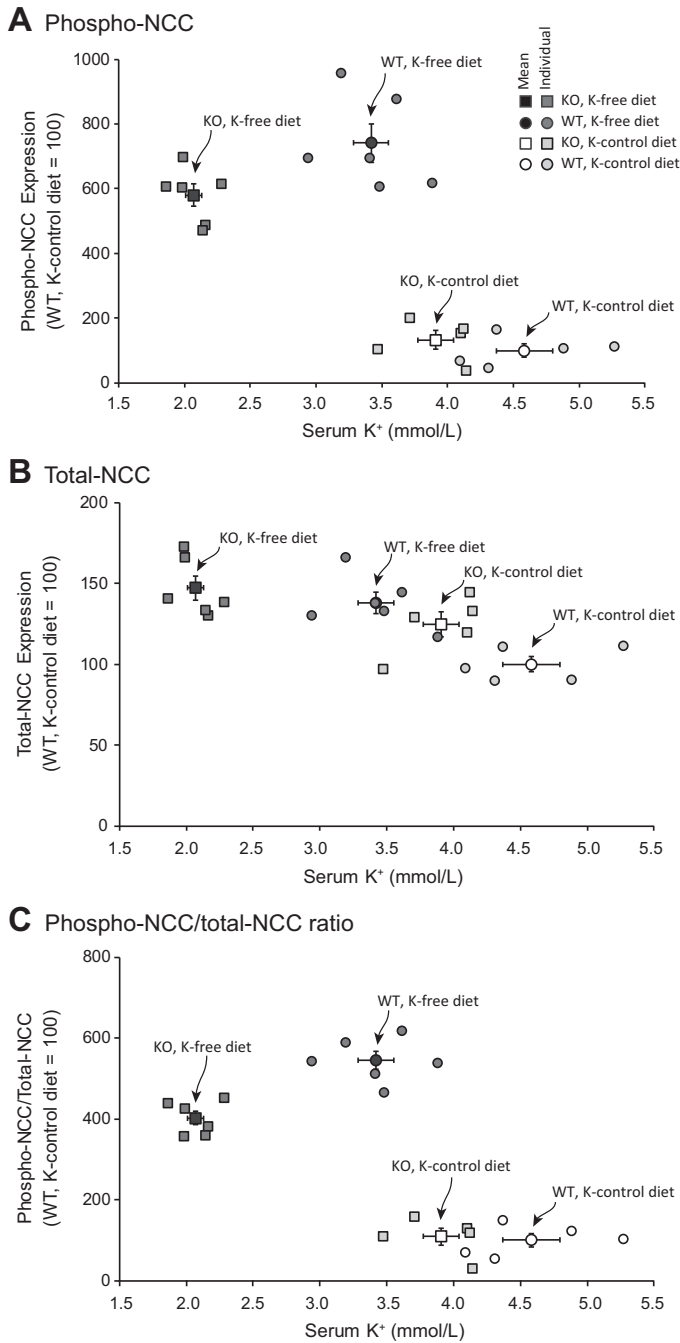 A Phospho-NCC
Phospho-NCC Expression
(WT, K-control diet = 100)
1000
800
600
400
200
0
KO, K-free diet
WT, K-free diet
KO, K-control diet
WT, K-control diet
Mean
Individual
KO, K-free diet
WT, K-free diet
KO, K-control diet
WT, K-control diet
1.5 2.0 2.5 3.0 3.5 4.0 4.5 5.0 5.5
Serum K⁺ (mmol/L)
B Total-NCC
Total-NCC Expression
(WT, K-control diet = 100)
200
150
100
50
0
KO, K-free diet
WT, K-free diet
KO, K-control diet
WT, K-control diet
1.5 2.0 2.5 3.0 3.5 4.0 4.5 5.0 5.5
Serum K⁺ (mmol/L)
C Phospho-NCC/total-NCC ratio
Phospho-NCC/Total-NCC
(WT, K-control diet = 100)
800
600
400
200
0
KO, K-free diet
WT, K-free diet
KO, K-control diet
WT, K-control diet
1.5 2.0 2.5 3.0 3.5 4.0 4.5 5.0 5.5
Serum K⁺ (mmol/L)